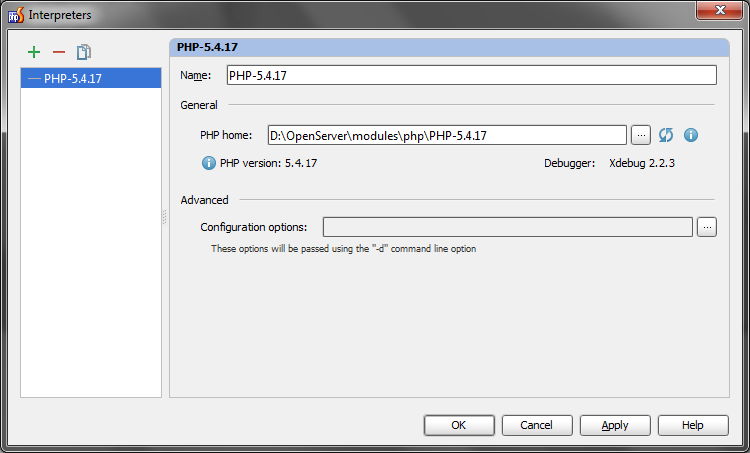 Interpreters
PHP-5.4.17
PHP-5.4.17
Name: PHP-5.4.17
General
PHP home: D:\OpenServer\modules\php\PHP-5.4.17 ...
PHP version: 5.4.17 Debugger: Xdebug 2.2.3
Advanced
Configuration options: ...
These options will be passed using the "-d" command line option
OK Cancel Apply Help